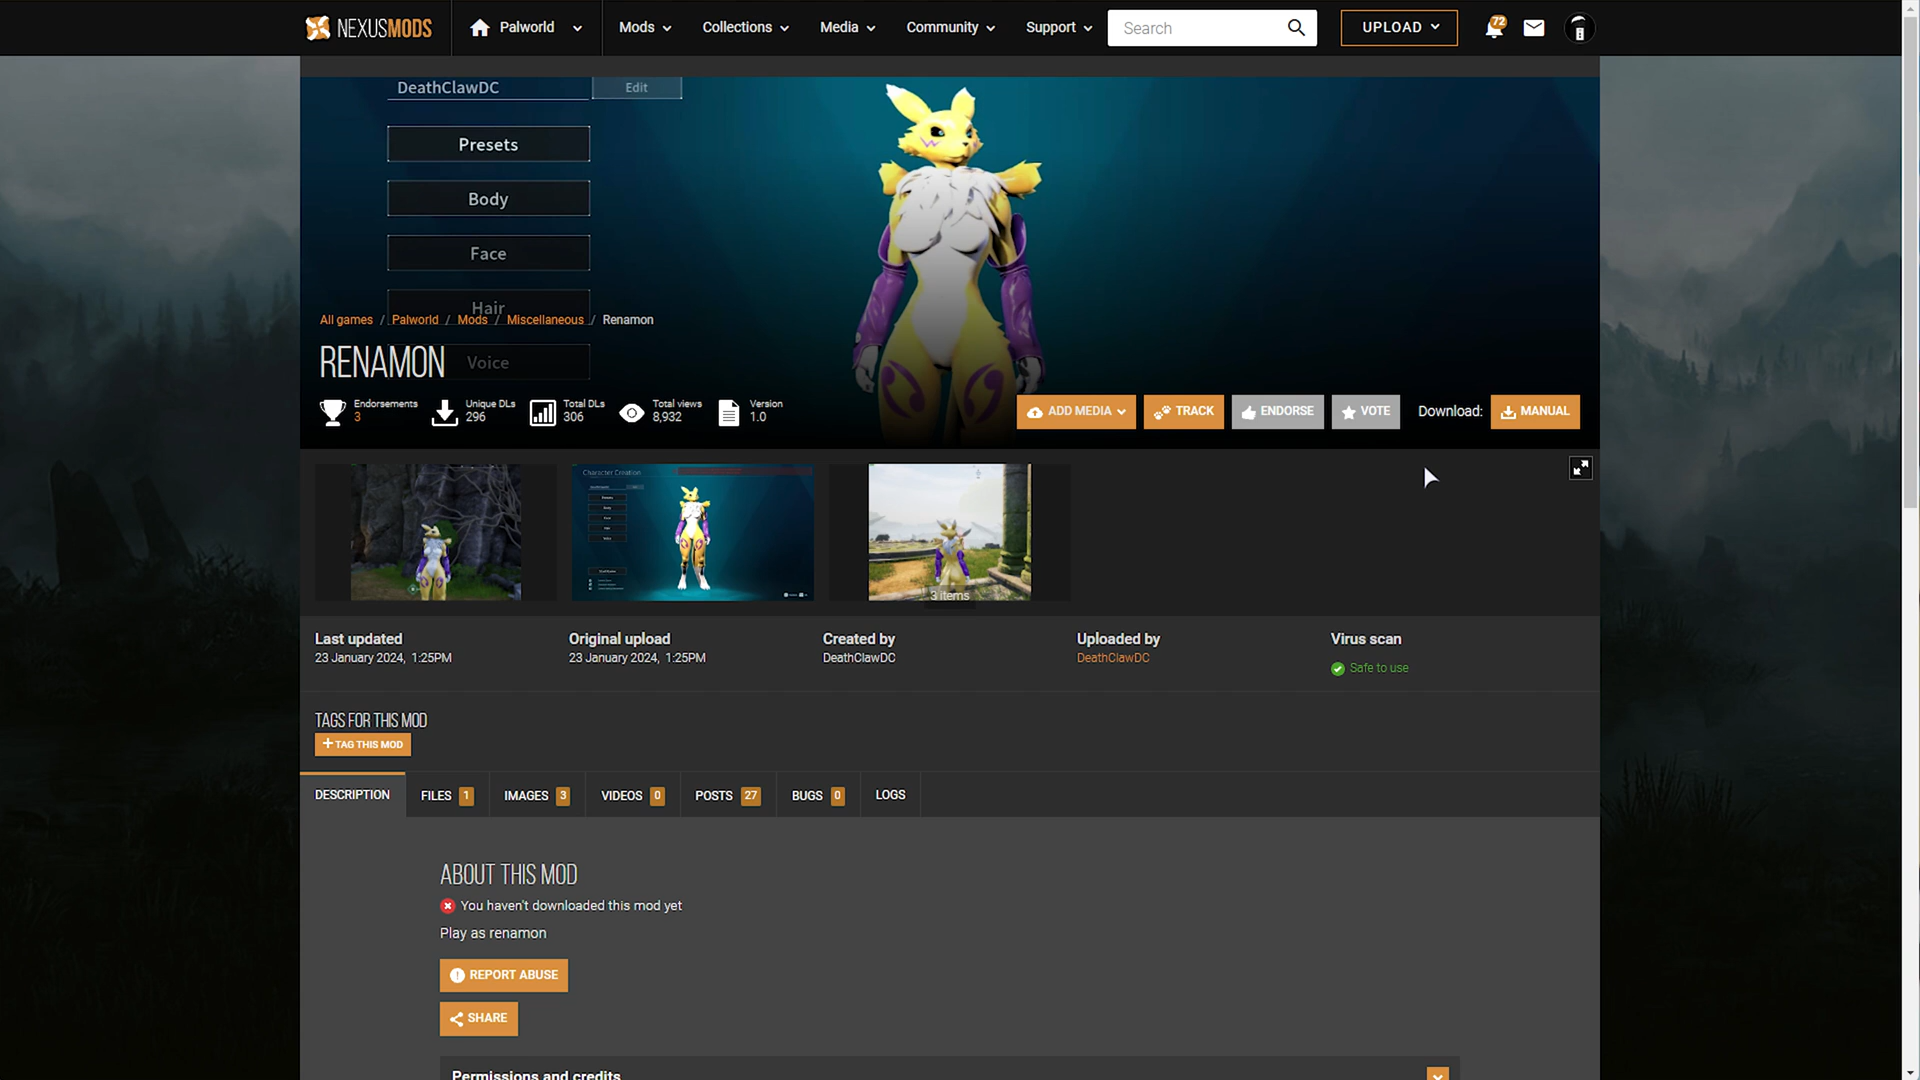 NEXUSMODS
Palworld
Mods
Collections
Media
Community
Support
Search
UPLOAD
72
DeathClawDC
Edit
Presets
Body
Face
Hair
Voice
All games / Palworld / Mods / Miscellaneous / Renamon
RENAMON
Endorsements
3
Unique DLs
296
Total DLs
306
Total views
8,932
Version
1.0
ADD MEDIA
TRACK
ENDORSE
VOTE
Download:
MANUAL
Character Creation
3 items
Last updated
23 January 2024, 1:25PM
Original upload
23 January 2024, 1:25PM
Created by
DeathClawDC
Uploaded by
DeathClawDC
Virus scan
Safe to use
TAGS FOR THIS MOD
+ TAG THIS MOD
DESCRIPTION
FILES 1
IMAGES 3
VIDEOS 0
POSTS 27
BUGS 0
LOGS
ABOUT THIS MOD
You haven't downloaded this mod yet
Play as renamon
REPORT ABUSE
SHARE
Permissions and credits